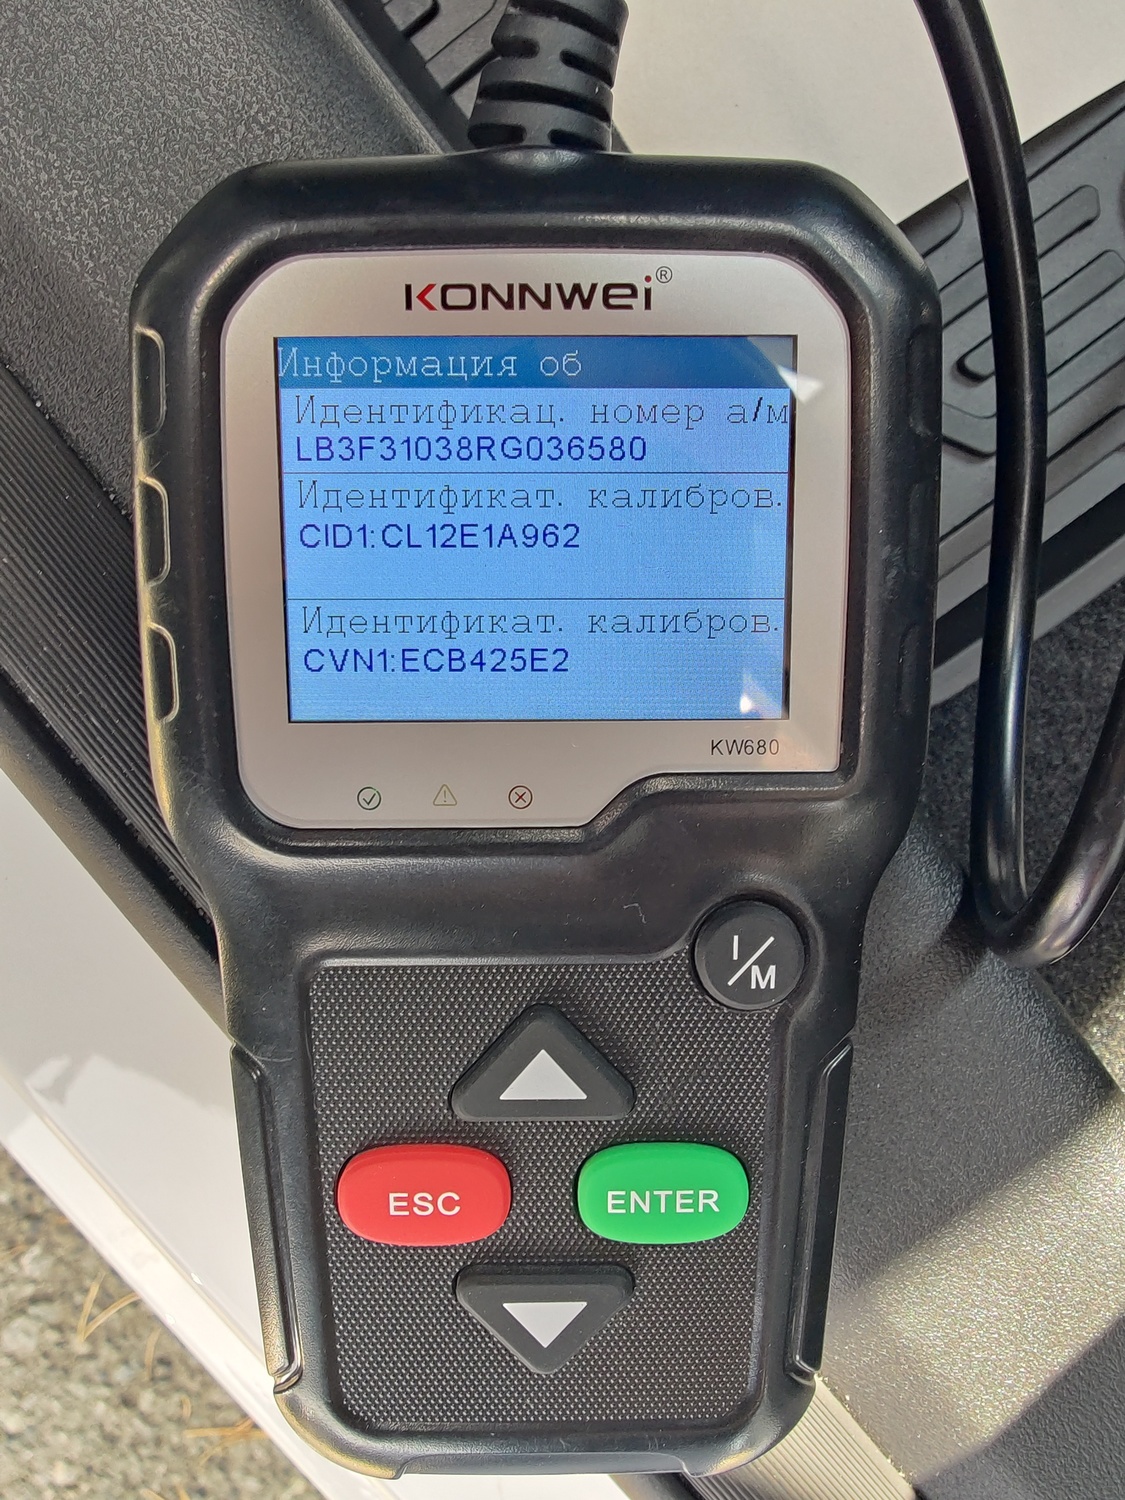 KONNWEI®
Информация об
Идентификац. номер а/м
LB3F31038RG036580
Идентификат. калибров.
CID1:CL12E1A962
Идентификат. калибров.
CVN1:ECB425E2
KW680
I/M
ESC
ENTER